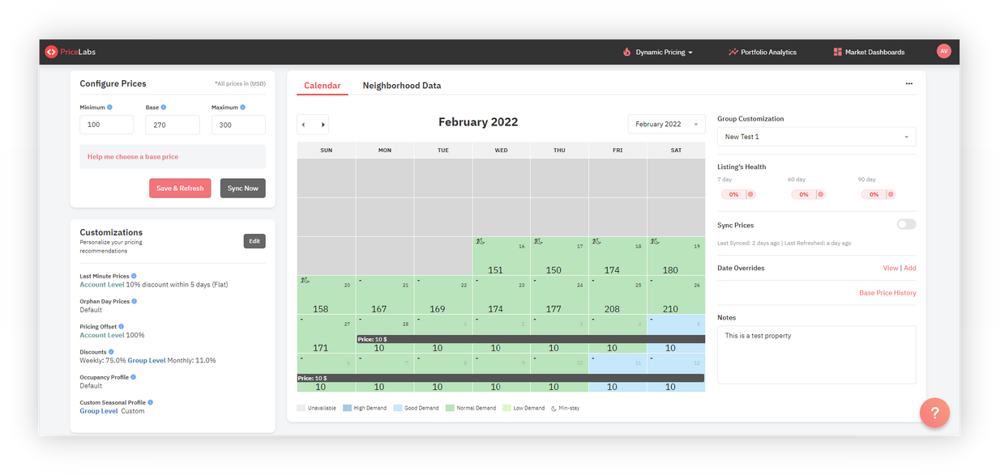 PriceLabs
Dynamic Pricing
Portfolio Analytics
Market Dashboards
AV
Configure Prices
*All prices in (USD)
Minimum
Base
Maximum
100
270
300
Help me choose a base price
Save & Refresh
Sync Now
Customizations
Personalize your pricing
recommendations
Edit
Last Minute Prices
Account Level 10% discount within 5 days (Flat)
Orphan Day Prices
Default
Pricing Offset
Account Level 100%
Discounts
Weekly: 75.0% Group Level Monthly: 11.0%
Occupancy Profile
Default
Custom Seasonal Profile
Group Level Custom
Calendar
Neighborhood Data
February 2022
February 2022
SUN MON TUE WED THU FRI SAT
2 16 2 17 2 18 2 19
151 150 174 180
2 20 - 21 - 22 - 23 - 24 - 25 - 26
158 167 169 174 177 208 210
- 27 - 28 - 1 - 2 - 3 - 4 - 5
Price: 10 $
171 10 10 10 10 10 10
- 6 - 7 - 8 - 9 - 10 - 11 - 12
Price: 10 $
10 10 10 10 10 10 10
Unavailable High Demand Good Demand Normal Demand Low Demand Min-stay
Group Customization
New Test 1
Listing's Health
7 day 60 day 90 day
0% 0% 0%
Sync Prices
Last Synced: 2 days ago | Last Refreshed: a day ago
Date Overrides
View | Add
Base Price History
Notes
This is a test property
?